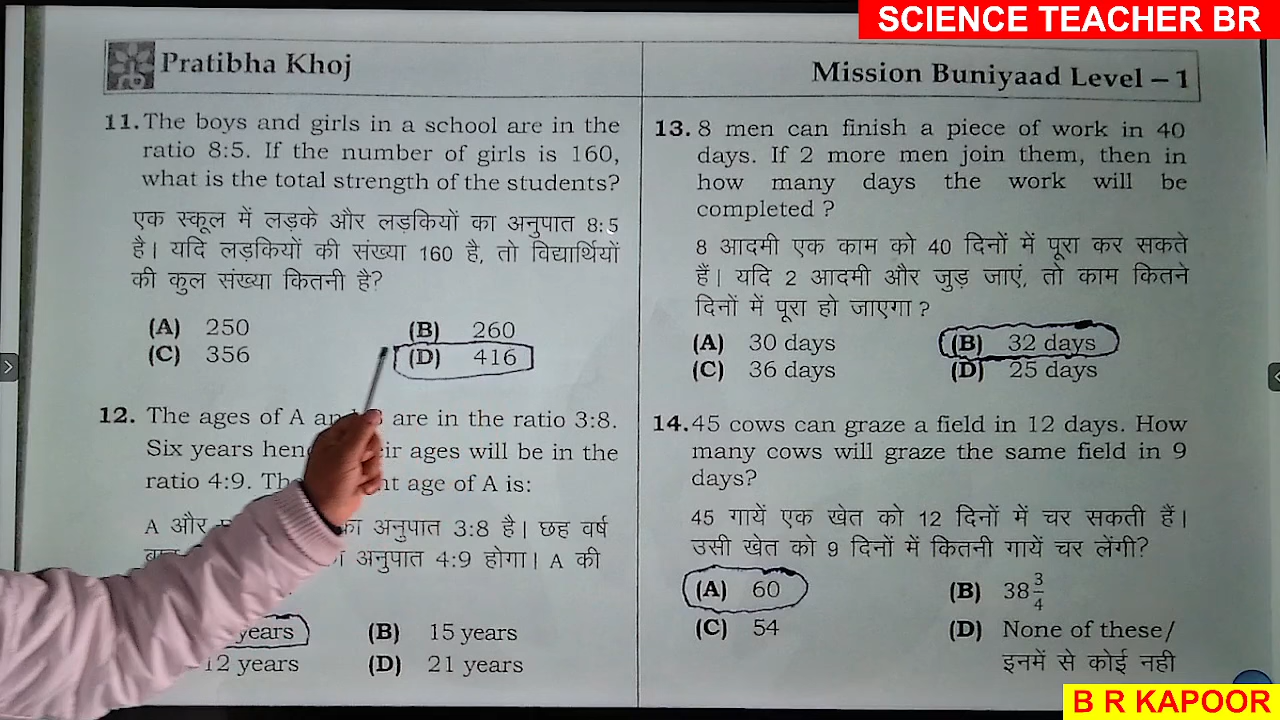 SCIENCE TEACHER BR
Pratibha Khoj
Mission Buniyaad Level – 1
11. The boys and girls in a school are in the
ratio 8:5. If the number of girls is 160,
what is the total strength of the students?
एक स्कूल में लड़के और लड़कियों का अनुपात 8:5
है। यदि लड़कियों की संख्या 160 है, तो विद्यार्थियों
की कुल संख्या कितनी है?
(A) 250 (B) 260
(C) 356 (D) 416
12. The ages of A are in the ratio 3:8.
Six years ages will be in the
ratio 4:9. age of A is:
A और का अनुपात 3:8 है। छह वर्ष
अनुपात 4:9 होगा। A की
years (B) 15 years
12 years (D) 21 years
13. 8 men can finish a piece of work in 40
days. If 2 more men join them, then in
how many days the work will be
completed ?
8 आदमी एक काम को 40 दिनों में पूरा कर सकते
हैं। यदि 2 आदमी और जुड़ जाएं, तो काम कितने
दिनों में पूरा हो जाएगा ?
(A) 30 days (B) 32 days
(C) 36 days (D) 25 days
14. 45 cows can graze a field in 12 days. How
many cows will graze the same field in 9
days?
45 गायें एक खेत को 12 दिनों में चर सकती हैं।
उसी खेत को 9 दिनों में कितनी गायें चर लेंगी?
(A) 60 (B) 38 3/4
(C) 54 (D) None of these/
इनमें से कोई नही
B R KAPOOR